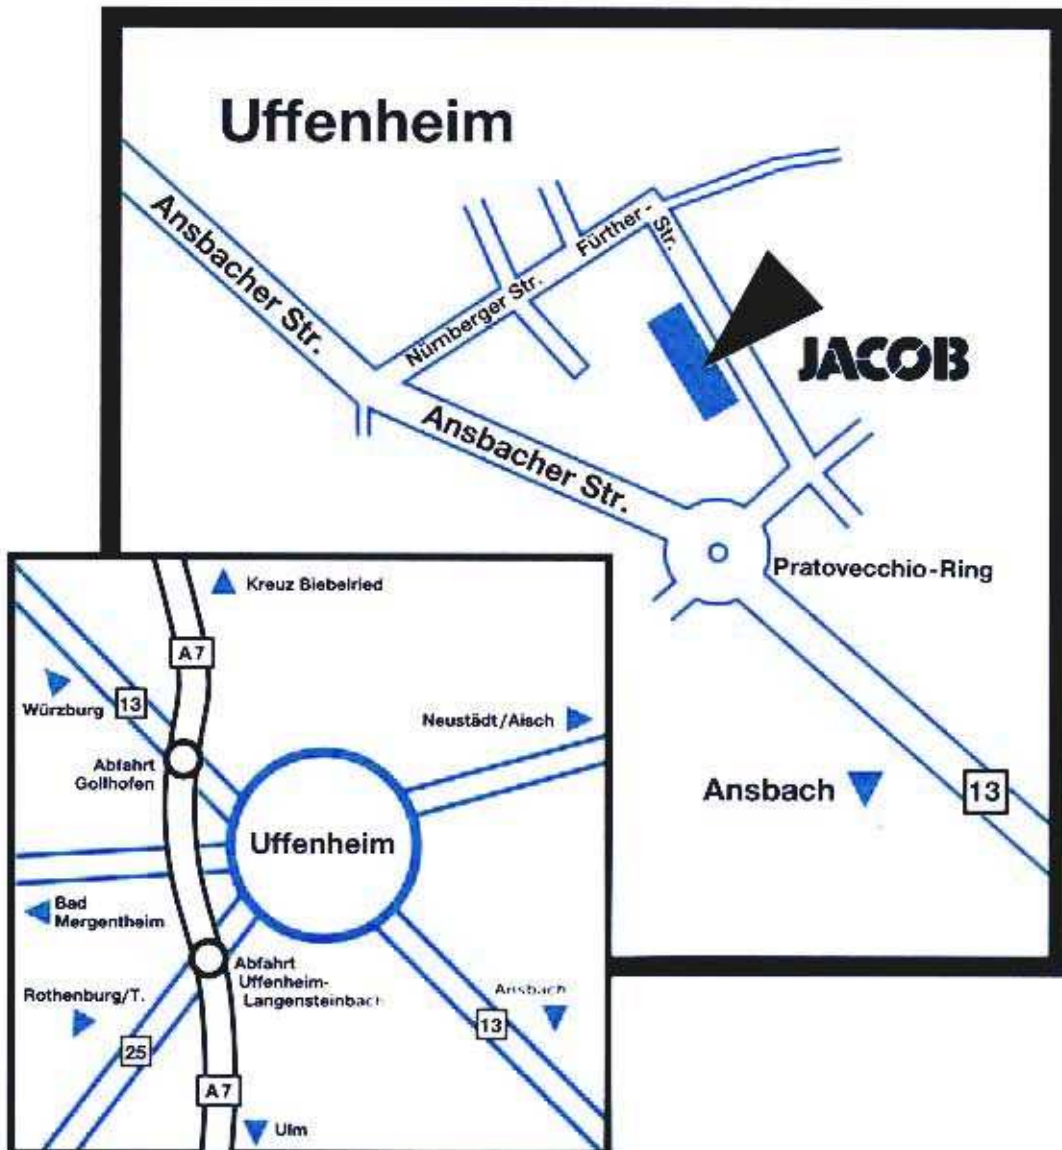 Uffenheim
Ansbacher Str.
Nürnberger Str.
Fürther-
Str.
JACOB
Ansbacher Str.
Pratovecchio-Ring
Ansbach
13
Kreuz Biebelried
A7
13
Würzburg
Neustädt/Aisch
Abfahrt
Gollhofen
Uffenheim
Bad
Mergentheim
Abfahrt
Uffenheim-
Langensteinbach
Rothenburg/T.
Ansbach
13
25
A7
Ulm